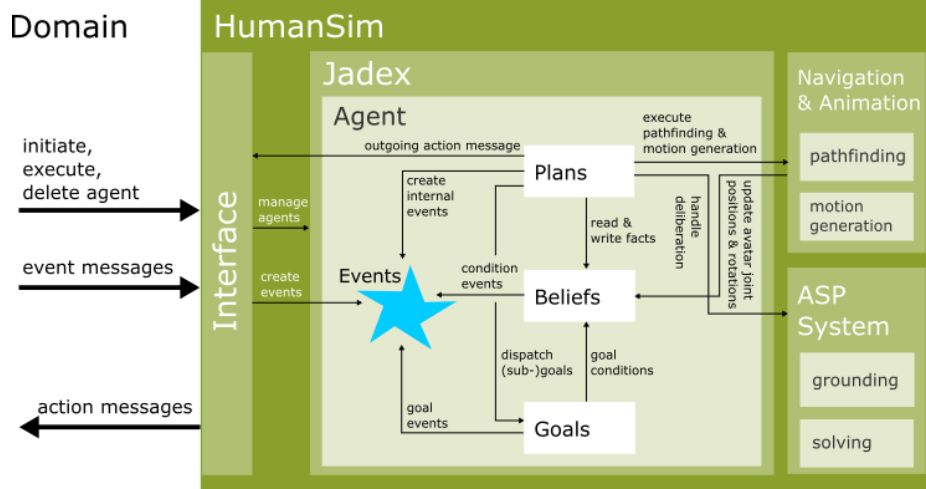 Domain
HumanSim
Jadex
Navigation
& Animation
Agent
initiate,
execute,
delete agent
event messages
action messages
Interface
manage
agents
create
events
outgoing action message
execute
pathfinding &
motion generation
Plans
create
internal
events
read &
write facts
handle
deliberation
update avatar joint
positions & rotations
pathfinding
motion
generation
Events
condition
events
Beliefs
ASP
System
dispatch
(sub-)goals
goal
conditions
goal
events
Goals
grounding
solving